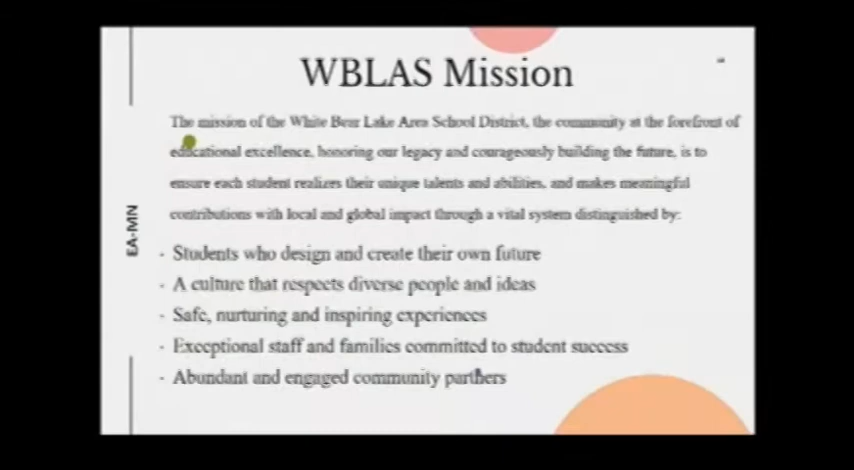 WBLAS Mission
The mission of the White Bear Lake Area School District, the community at the forefront of
educational excellence, honoring our legacy and courageously building the future, is to
ensure each student realizes their unique talents and abilities, and makes meaningful
contributions with local and global impact through a vital system distinguished by:
EA-MN
· Students who design and create their own future
· A culture that respects diverse people and ideas
· Safe, nurturing and inspiring experiences
· Exceptional staff and families committed to student success
· Abundant and engaged community partners